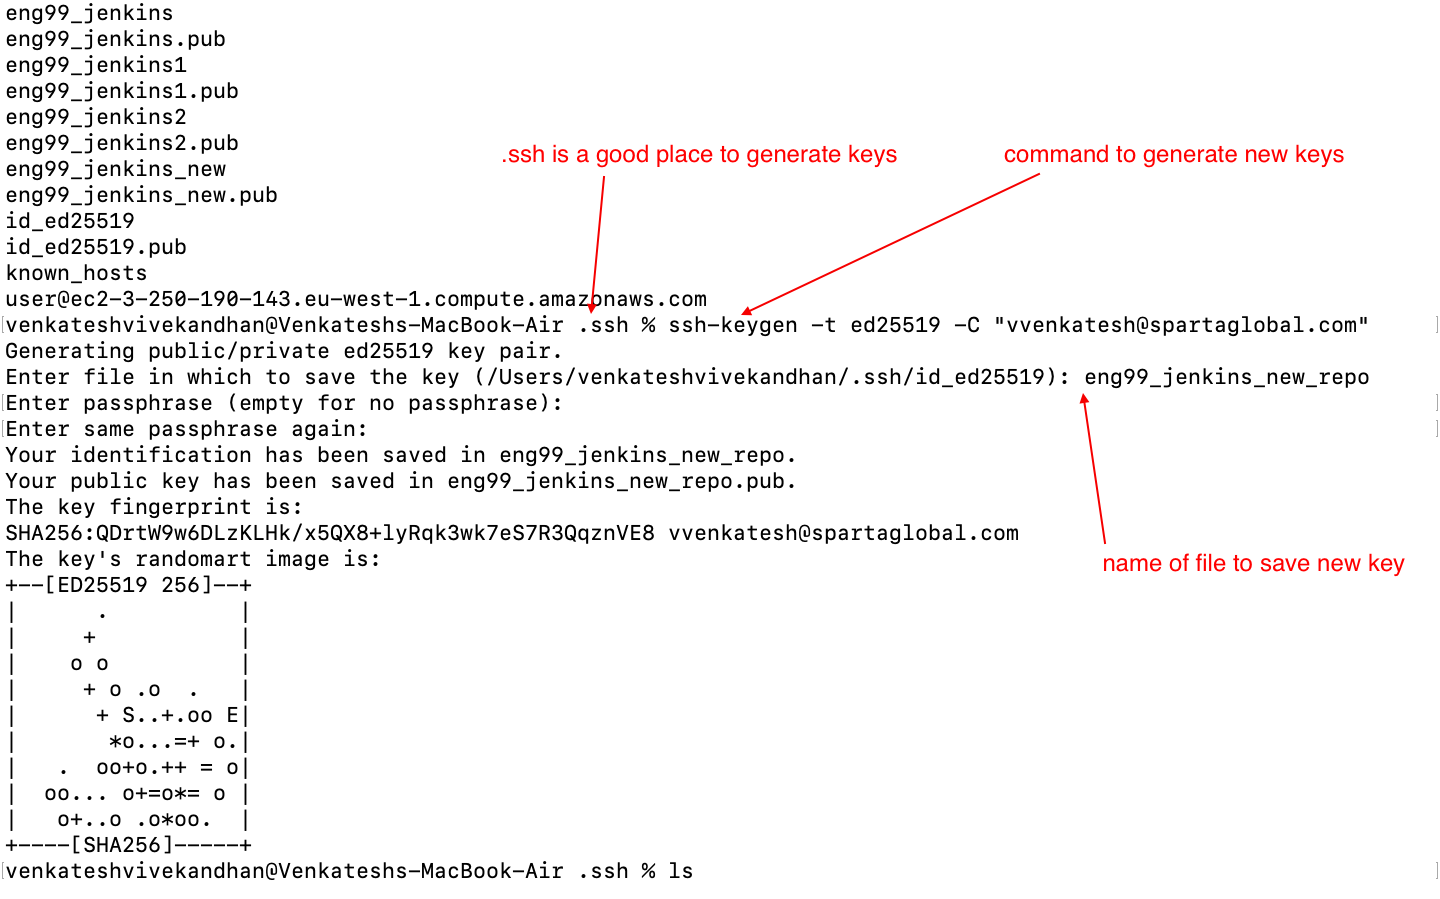 eng99_jenkins
eng99_jenkins.pub
eng99_jenkins1
eng99_jenkins1.pub
eng99_jenkins2
eng99_jenkins2.pub
.ssh is a good place to generate keys
command to generate new keys
eng99_jenkins_new
eng99_jenkins_new.pub
id_ed25519
id_ed25519.pub
known_hosts
user@ec2-3-250-190-143.eu-west-1.compute.amazonaws.com
[venkateshvivekandhan@Venkateshs-MacBook-Air .ssh % ssh-keygen -t ed25519 -C "vvenkatesh@spartaglobal.com" ]
Generating public/private ed25519 key pair.
Enter file in which to save the key (/Users/venkateshvivekandhan/.ssh/id_ed25519): eng99_jenkins_new_repo
[Enter passphrase (empty for no passphrase): ]
[Enter same passphrase again: ]
Your identification has been saved in eng99_jenkins_new_repo.
Your public key has been saved in eng99_jenkins_new_repo.pub.
The key fingerprint is:
SHA256:QDrtW9w6DLzKLHk/x5QX8+lyRqk3wk7eS7R3QqznVE8 vvenkatesh@spartaglobal.com
The key's randomart image is:
name of file to save new key
+--[ED25519 256]--+
|      .          |
|     +           |
|    o o          |
|     + o .o  .   |
|      + S..+.oo E|
|       *o...=+ o.|
|   .  oo+o.++ = o|
|  oo... o+=o*= o |
|   o+..o .o*oo.  |
+----[SHA256]-----+
[venkateshvivekandhan@Venkateshs-MacBook-Air .ssh % ls ]